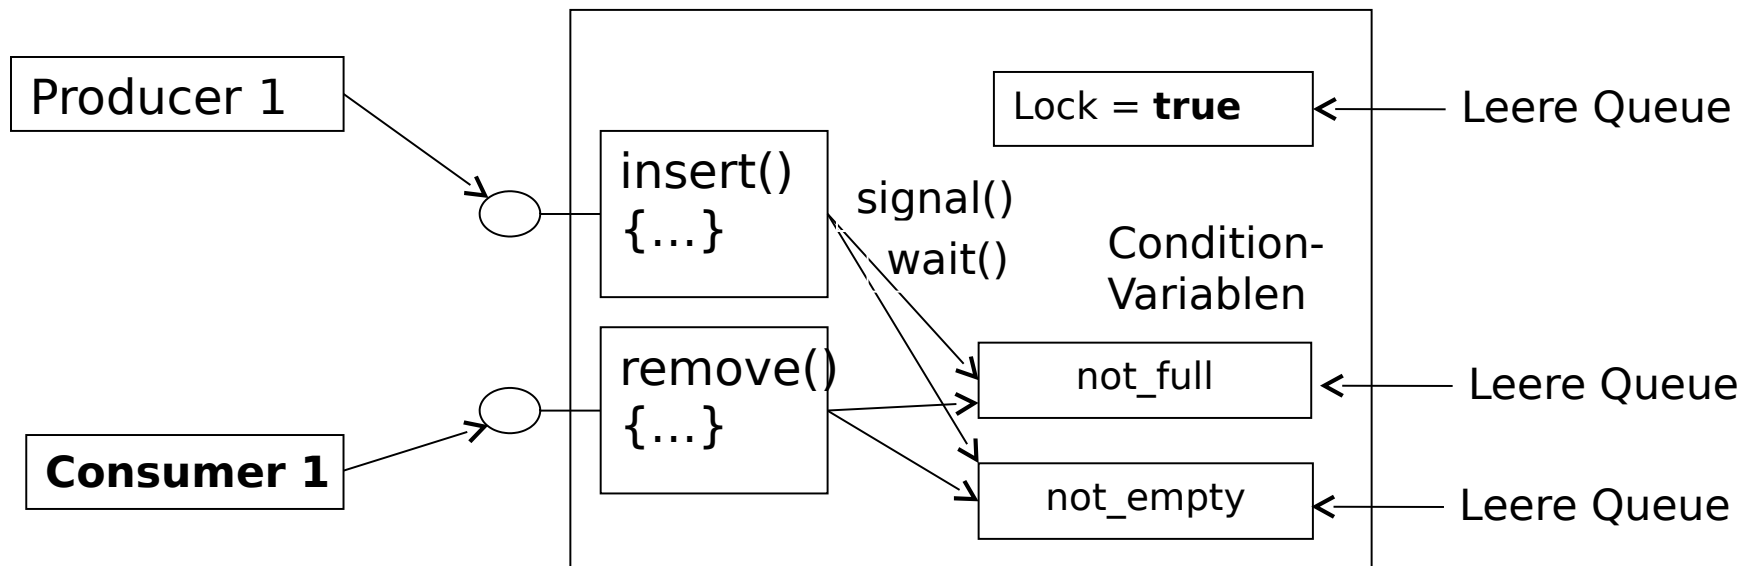 Producer 1
Lock = true
Leere Queue
insert()
{...}
signal()
wait()
Condition-
Variablen
remove()
{...}
not_full
Leere Queue
Consumer 1
not_empty
Leere Queue